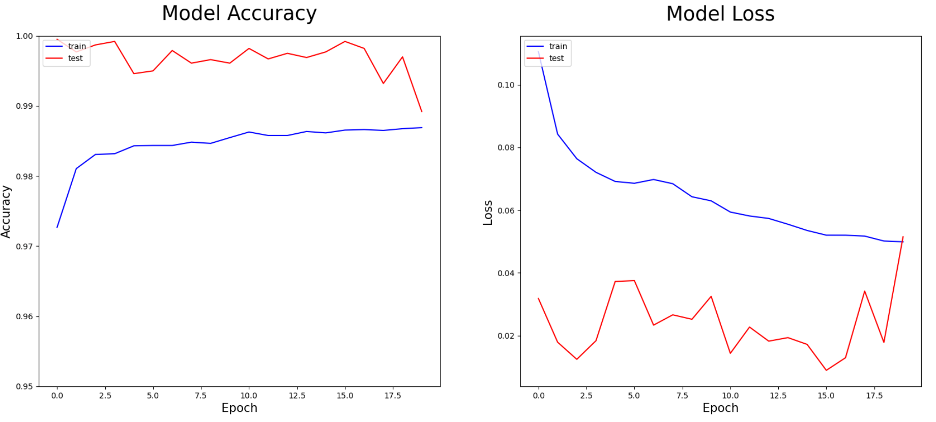 Model Accuracy
1.00
0.99
0.98
0.97
0.96
0.95
Accuracy
train
test
0.0 2.5 5.0 7.5 10.0 12.5 15.0 17.5
Epoch
Model Loss
0.10
0.08
0.06
0.04
0.02
Loss
train
test
0.0 2.5 5.0 7.5 10.0 12.5 15.0 17.5
Epoch